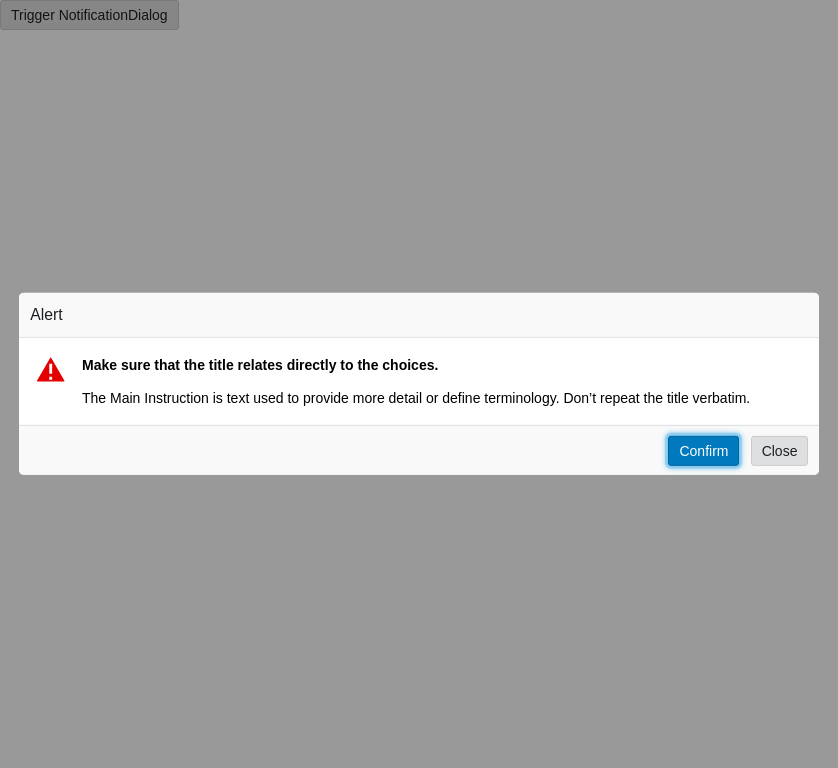 Trigger NotificationDialog
Alert
Make sure that the title relates directly to the choices.
The Main Instruction is text used to provide more detail or define terminology. Don’t repeat the title verbatim.
Confirm Close